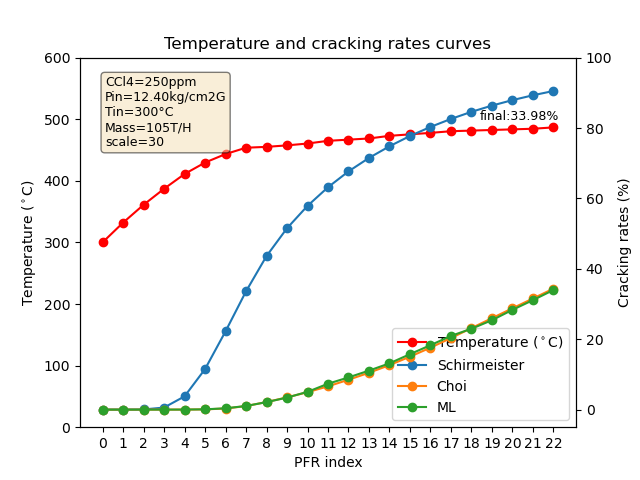 Temperature and cracking rates curves
CCl4=250ppm
Pin=12.40kg/cm2G
Tin=300°C
Mass=105T/H
scale=30
final:33.98%
Temperature (°C)
600
500
400
300
200
100
0
Cracking rates (%)
100
80
60
40
20
0
Temperature (°C)
Schirmeister
Choi
ML
0 1 2 3 4 5 6 7 8 9 10 11 12 13 14 15 16 17 18 19 20 21 22
PFR index